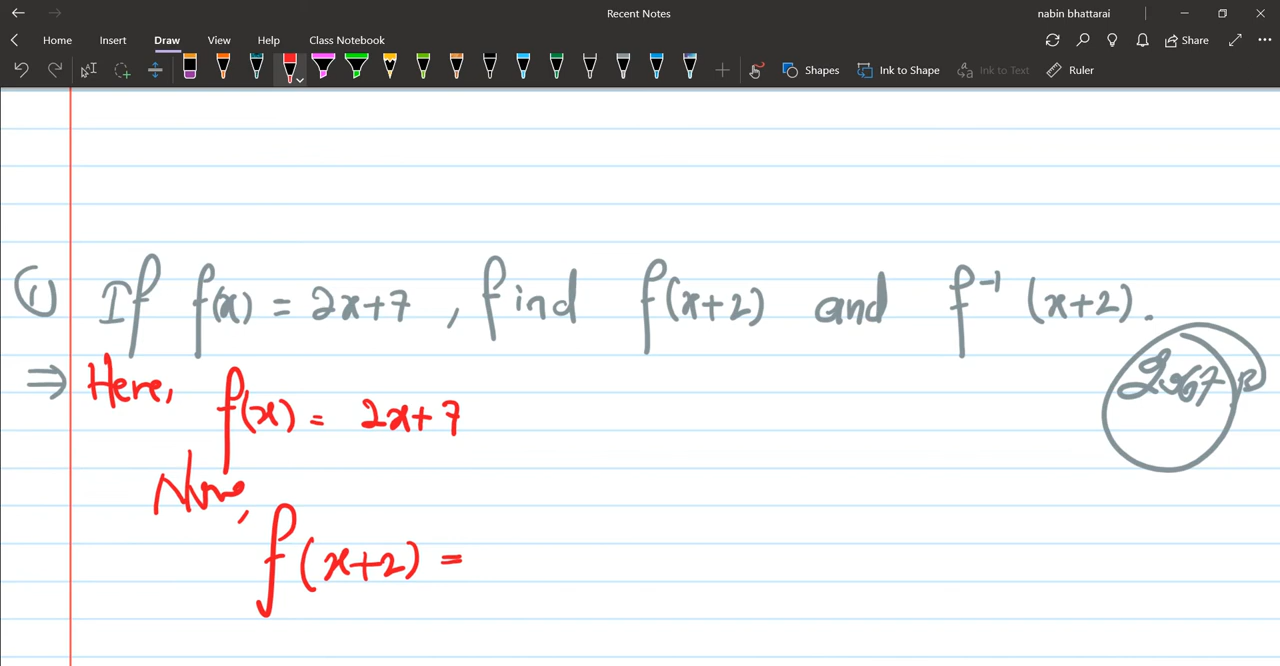 Recent Notes
nabin bhattarai
Home Insert Draw View Help Class Notebook
Share
Shapes Ink to Shape Ink to Text Ruler
① If f(x) = 2x+7 , find f(x+2) and f⁻¹ (x+2).
⇒ Here,
f(x) = 2x+7
Now,
f(x+2) =